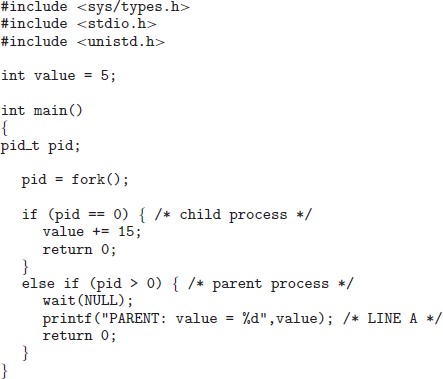 #include <sys/types.h>
#include <stdio.h>
#include <unistd.h>
int value = 5;
int main()
{
pid_t pid;
pid = fork();
if (pid == 0) { /* child process */
value += 15;
return 0;
}
else if (pid > 0) { /* parent process */
wait(NULL);
printf("PARENT: value = %d",value); /* LINE A */
return 0;
}
}